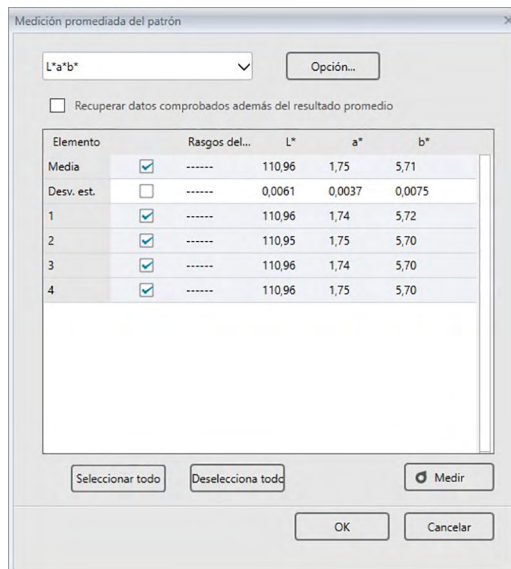 Medición promediada del patrón
L*a*b*
Opción...
Recuperar datos comprobados además del resultado promedio
Elemento Rasgos del... L* a* b*
Media ------ 110,96 1,75 5,71
Desv. est. ------ 0,0061 0,0037 0,0075
1 ------ 110,96 1,74 5,72
2 ------ 110,95 1,75 5,70
3 ------ 110,96 1,74 5,70
4 ------ 110,96 1,75 5,70
Seleccionar todo Deselecciona todo Medir
OK Cancelar